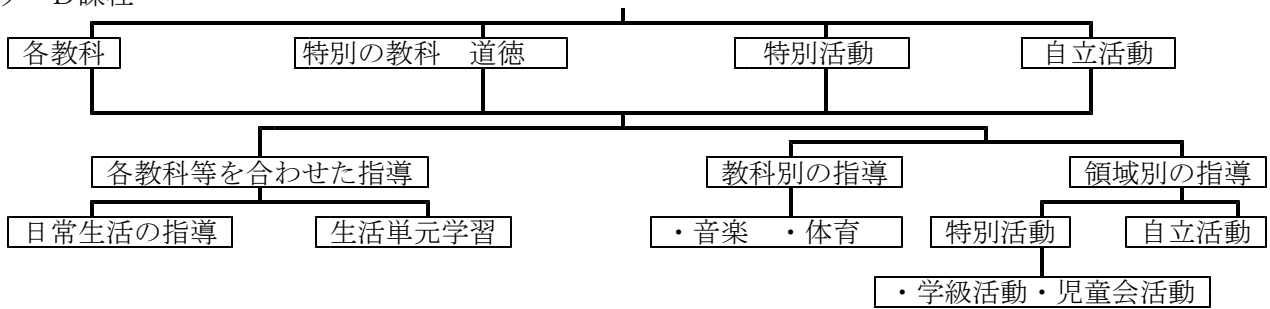 各教科 特別の教科 道徳 特別活動 自立活動
各教科等を合わせた指導 教科別の指導 領域別の指導
日常生活の指導 生活単元学習 ・音楽 ・体育 特別活動 自立活動
・学級活動・児童会活動